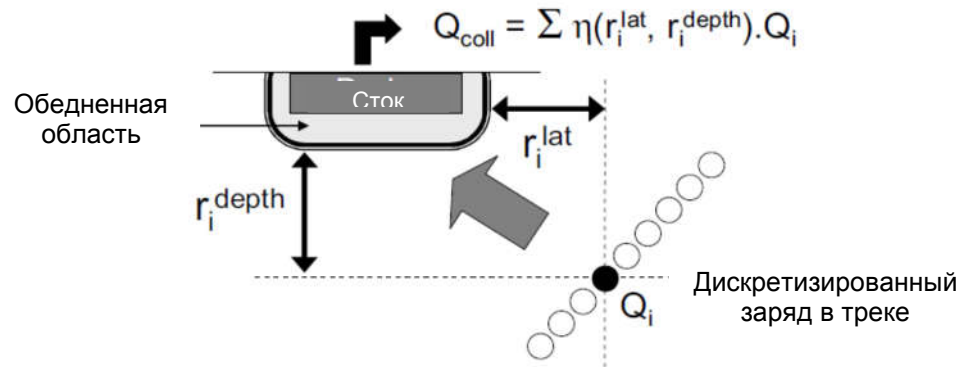 Q_coll = Σ η(r_i^lat, r_i^depth).Q_i
Сток
Обедненная
область
r_i^lat
r_i^depth
Q_i
Дискретизированный
заряд в треке